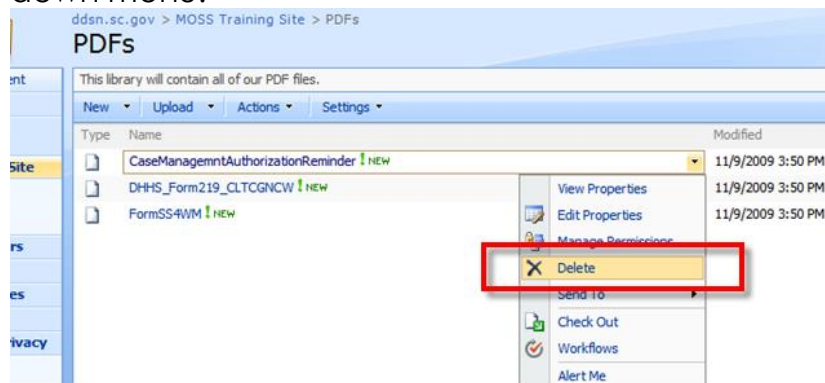 ddsn.sc.gov > MOSS Training Site > PDFs
PDFs
This library will contain all of our PDF files.
New Upload Actions Settings
Type Name Modified
Site
CaseManagemntAuthorizationReminder ! NEW 11/9/2009 3:50 PM
DHHS_Form219_CLTCGNCW ! NEW 11/9/2009 3:50 PM
FormSS4WM ! NEW 11/9/2009 3:50 PM
View Properties
Edit Properties
Manage Permissions
Delete
Send To
Check Out
Workflows
Alert Me